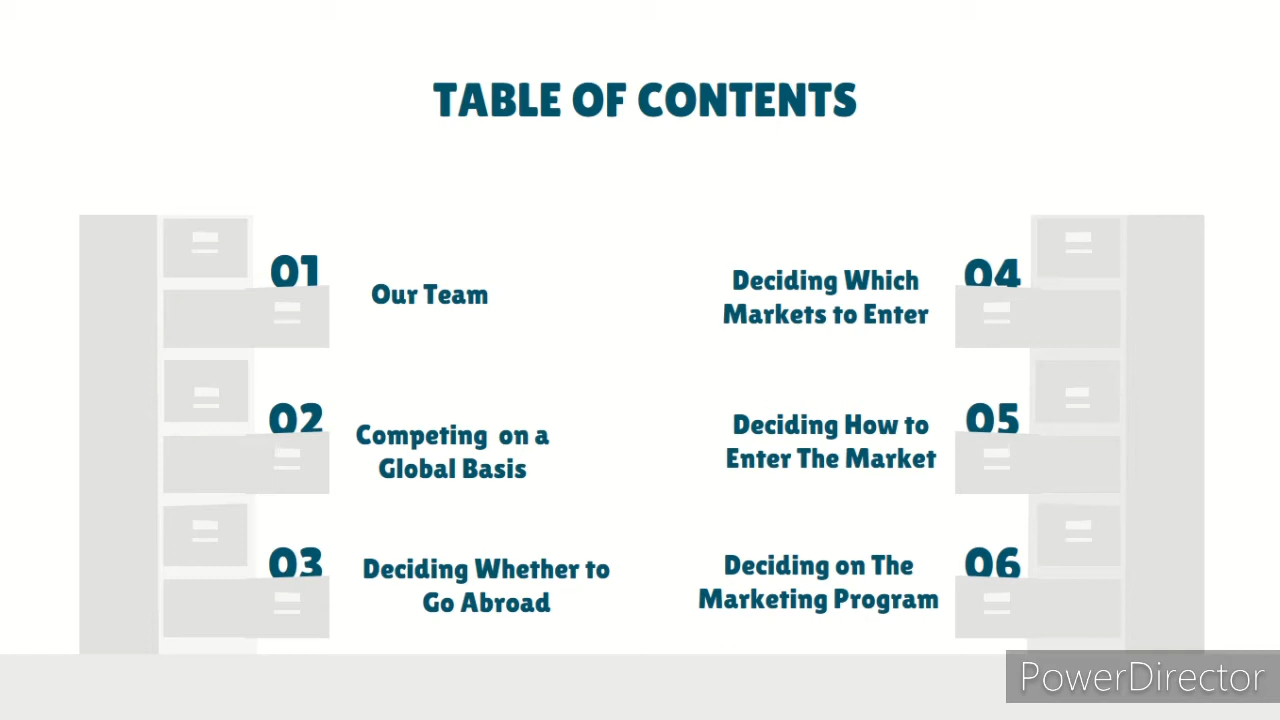 TABLE OF CONTENTS
01
Our Team
02
Competing on a
Global Basis
03
Deciding Whether to
Go Abroad
04
Deciding Which
Markets to Enter
05
Deciding How to
Enter The Market
06
Deciding on The
Marketing Program
PowerDirector